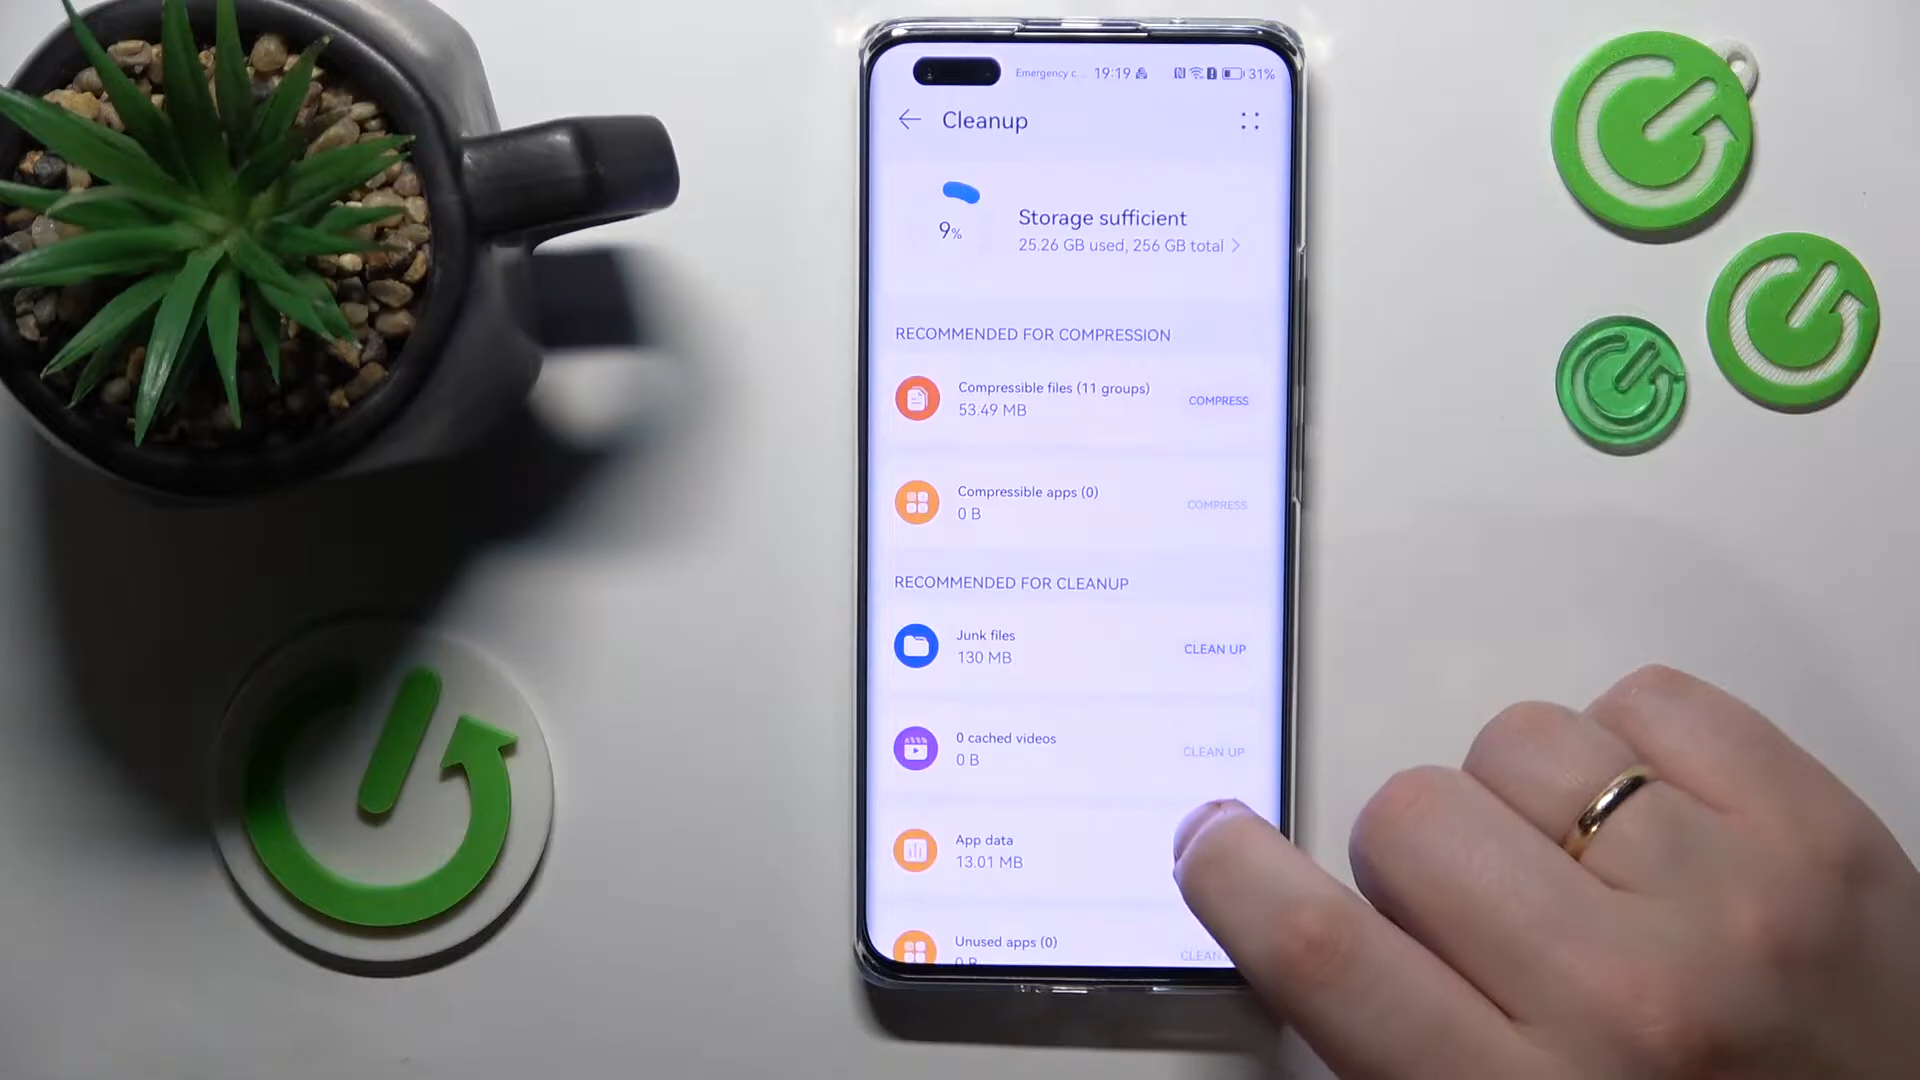 Emergency c... 19:19 31%
Cleanup
9%
Storage sufficient
25.26 GB used, 256 GB total
RECOMMENDED FOR COMPRESSION
Compressible files (11 groups)
53.49 MB
COMPRESS
Compressible apps (0)
0 B
COMPRESS
RECOMMENDED FOR CLEANUP
Junk files
130 MB
CLEAN UP
0 cached videos
0 B
CLEAN UP
App data
13.01 MB
Unused apps (0)
0 B
CLEAN